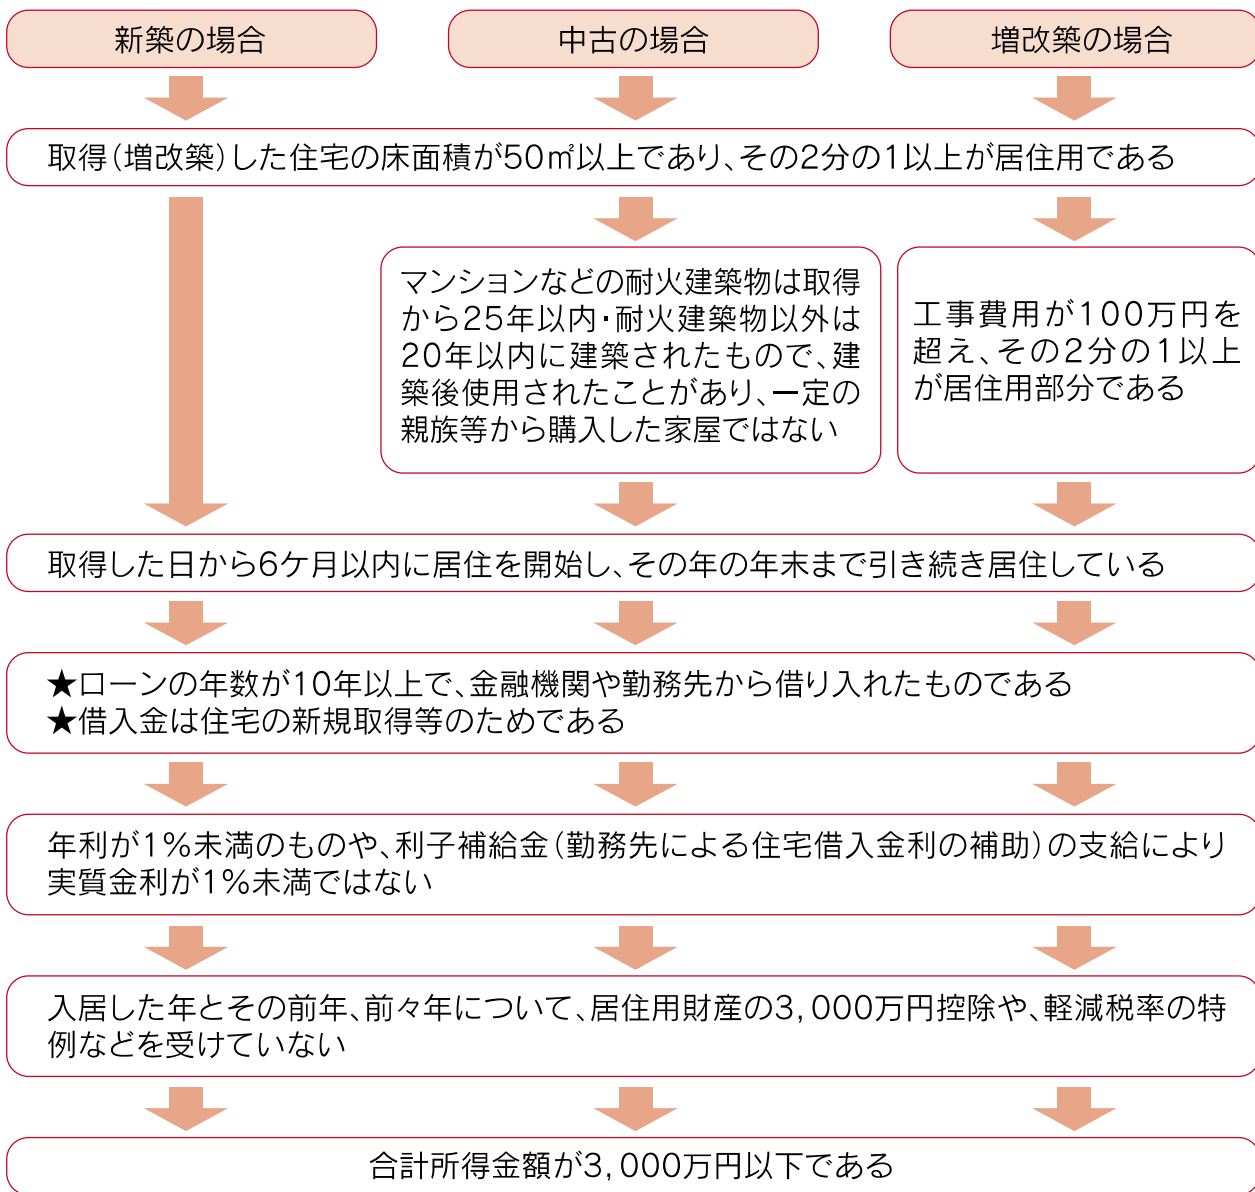 新築の場合
中古の場合
増改築の場合
取得(増改築)した住宅の床面積が50㎡以上であり、その2分の1以上が居住用である
マンションなどの耐火建築物は取得
から25年以内・耐火建築物以外は
20年以内に建築されたもので、建
築後使用されたことがあり、一定の
親族等から購入した家屋ではない
工事費用が100万円を
超え、その2分の1以上
が居住用部分である
取得した日から6ケ月以内に居住を開始し、その年の年末まで引き続き居住している
★ローンの年数が10年以上で、金融機関や勤務先から借り入れたものである
★借入金は住宅の新規取得等のためである
年利が1%未満のものや、利子補給金(勤務先による住宅借入金利の補助)の支給により
実質金利が1%未満ではない
入居した年とその前年、前々年について、居住用財産の3,000万円控除や、軽減税率の特
例などを受けていない
合計所得金額が3,000万円以下である